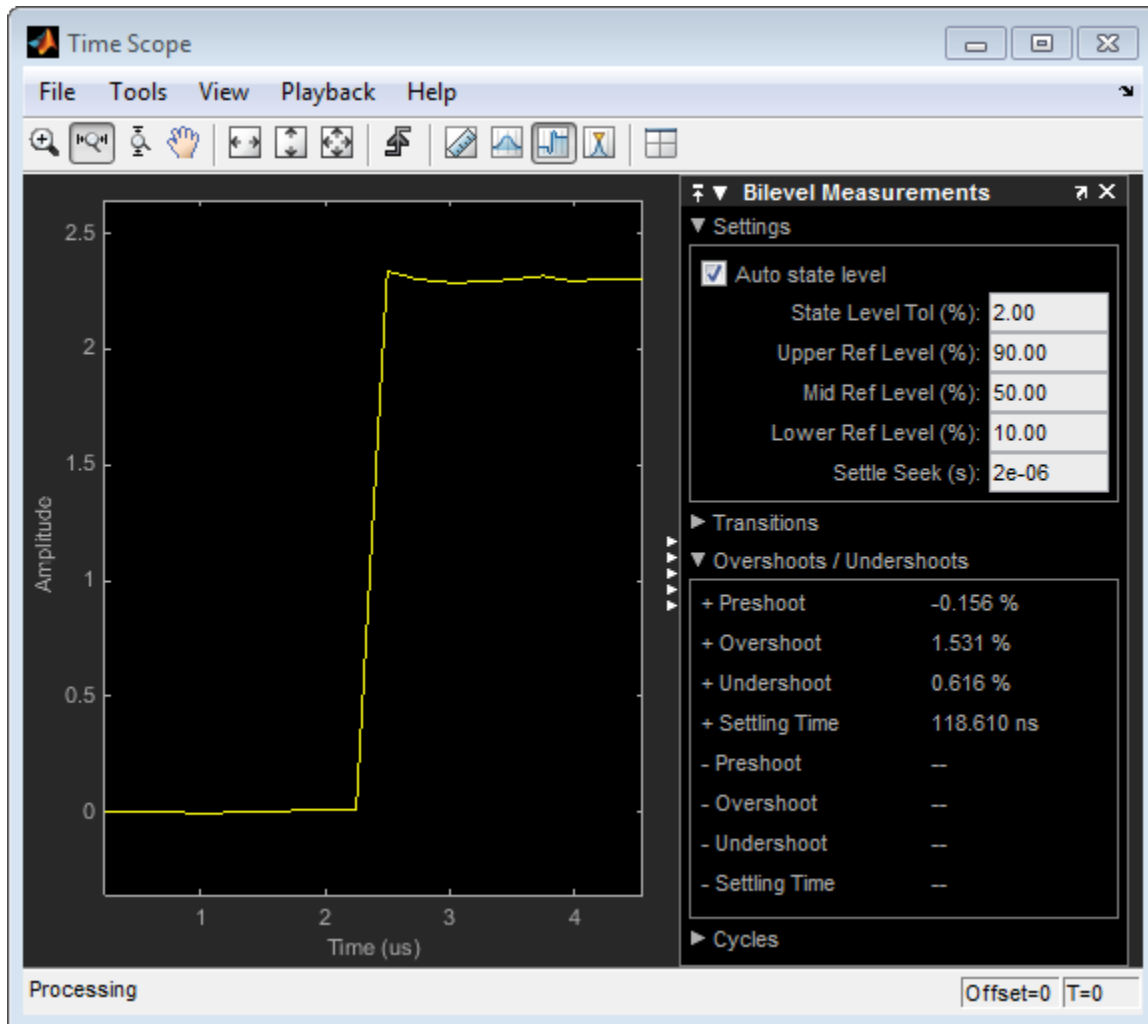 Time Scope
File Tools View Playback Help
2.5
2
1.5
1
0.5
0
Amplitude
1 2 3 4
Time (us)
Bilevel Measurements
Settings
Auto state level
State Level Tol (%): 2.00
Upper Ref Level (%): 90.00
Mid Ref Level (%): 50.00
Lower Ref Level (%): 10.00
Settle Seek (s): 2e-06
Transitions
Overshoots / Undershoots
+ Preshoot -0.156 %
+ Overshoot 1.531 %
+ Undershoot 0.616 %
+ Settling Time 118.610 ns
- Preshoot --
- Overshoot --
- Undershoot --
- Settling Time --
Cycles
Processing Offset=0 T=0